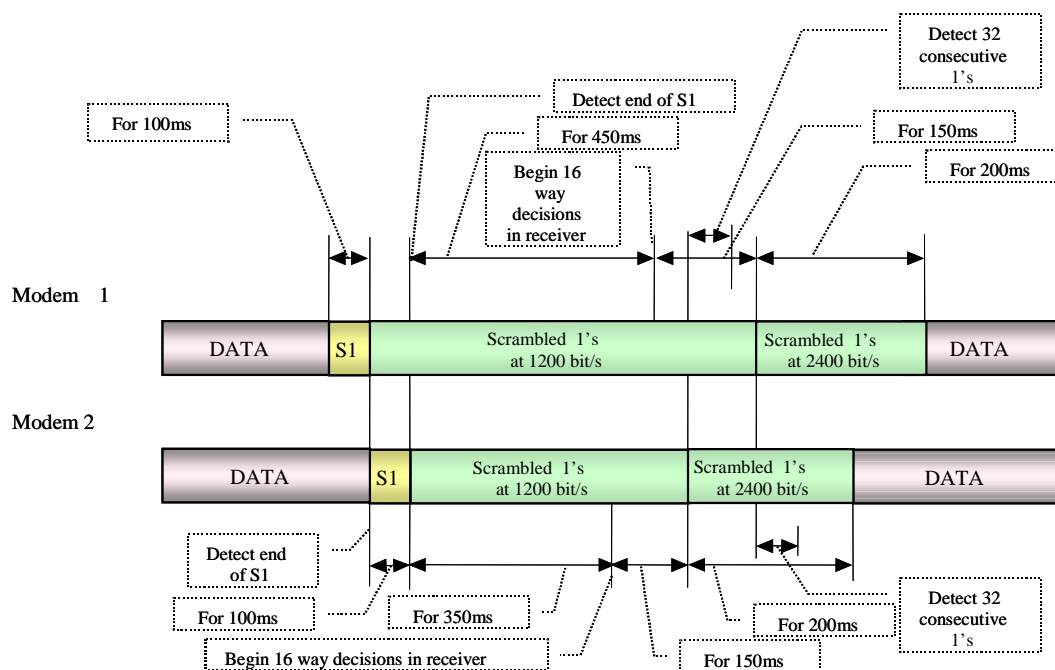 Detect 32
consecutive
1's
For 100ms
Detect end of S1
For 450ms
For 150ms
Begin 16
way
decisions
in receiver
For 200ms
Modem 1
DATA
S1
Scrambled 1's
at 1200 bit/s
Scrambled 1's
at 2400 bit/s
DATA
Modem 2
DATA
S1
Scrambled 1's
at 1200 bit/s
Scrambled 1's
at 2400 bit/s
DATA
Detect end
of S1
For 100ms
For 350ms
For 200ms
Detect 32
consecutive
1's
Begin 16 way decisions in receiver
For 150ms